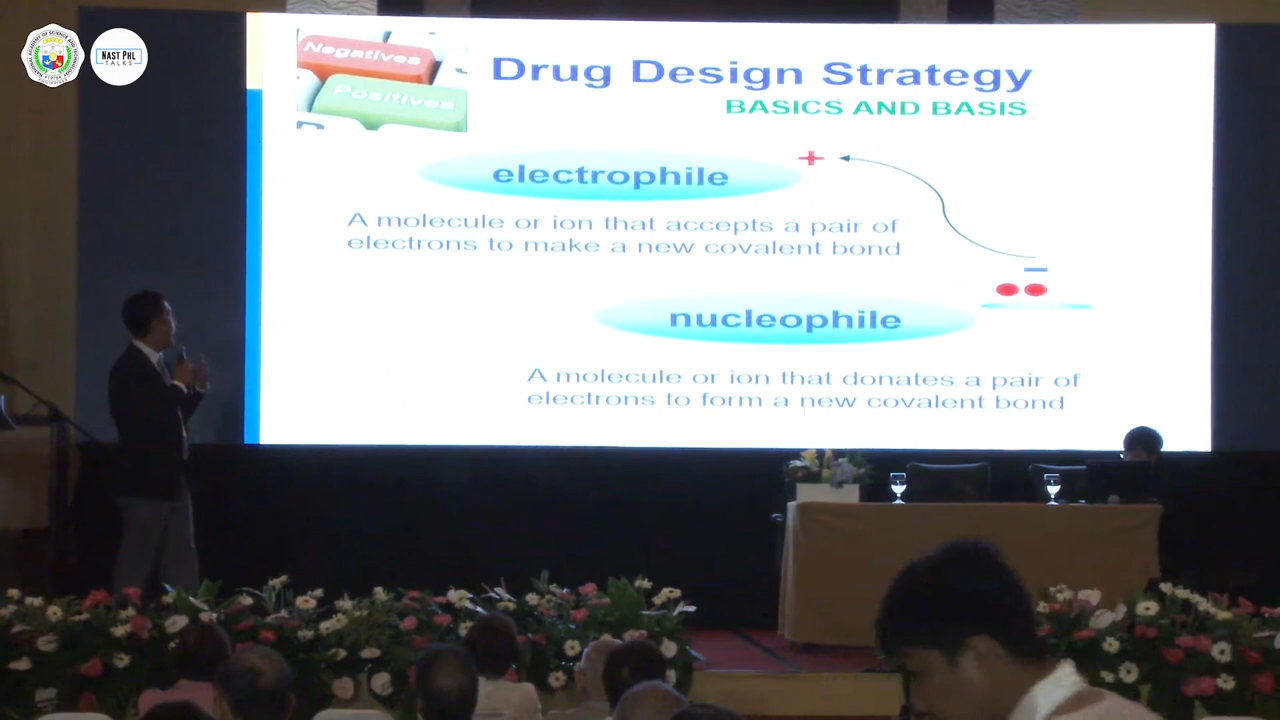 NAST PHL
TALKS
Negatives
Positives
Drug Design Strategy
BASICS AND BASIS
electrophile
+
A molecule or ion that accepts a pair of
electrons to make a new covalent bond
nucleophile
A molecule or ion that donates a pair of
electrons to form a new covalent bond